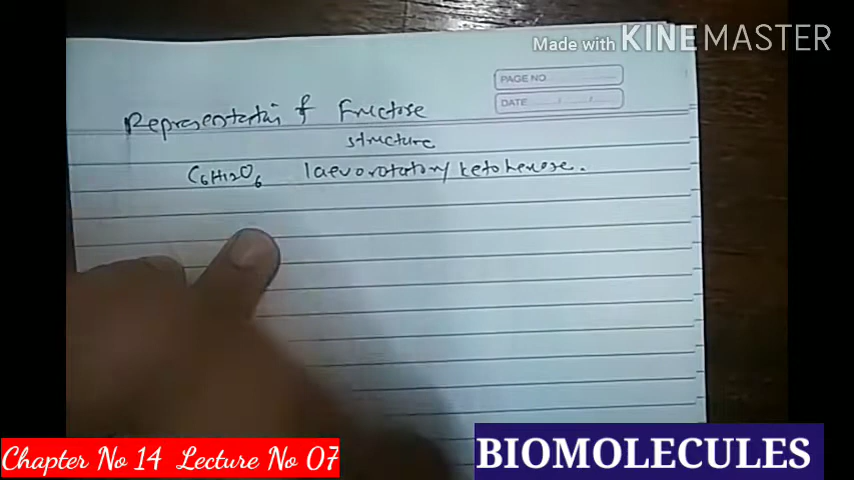 Made with KINEMASTER
PAGE NO
DATE / / /
Representation of Fructose
structure
C6H12O6 laevorotatory ketohexose.
Chapter No 14 Lecture No 07
BIOMOLECULES